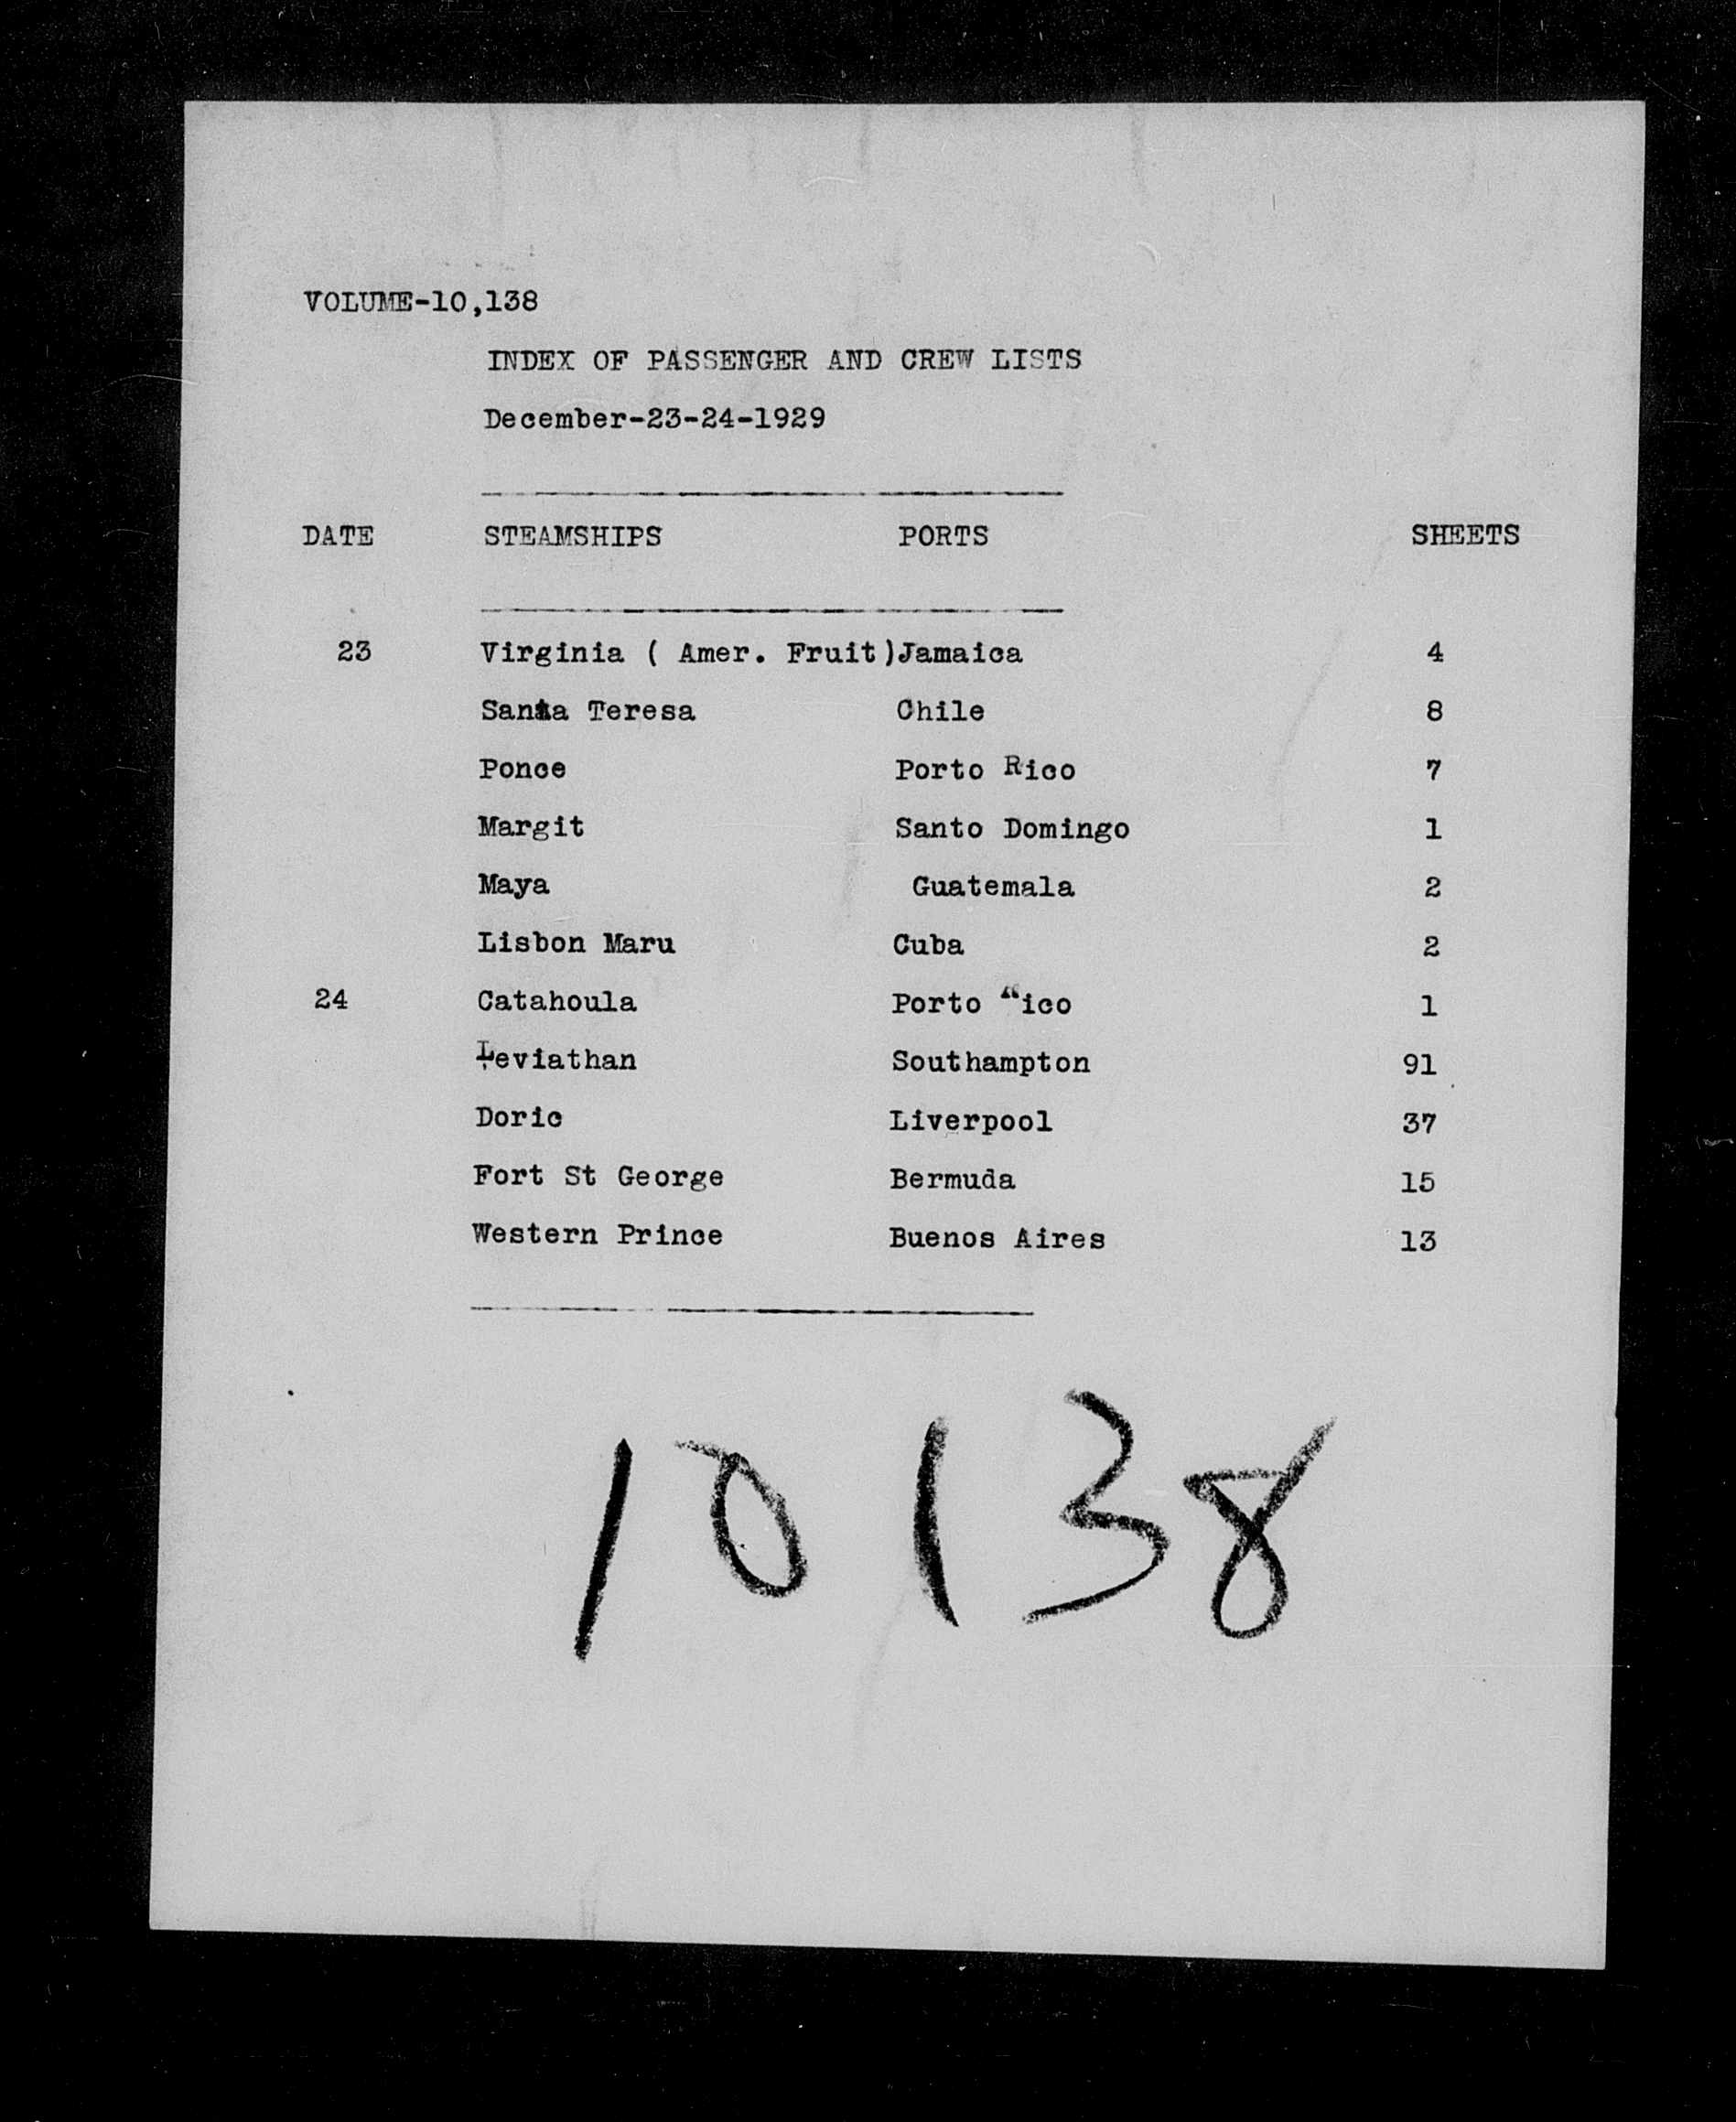 VOLUME-10,138
INDEX OF PASSENGER AND CREW LISTS
December-23-24-1929
DATE STEAMSHIPS PORTS SHEETS
23 Virginia ( Amer. Fruit)Jamaica 4
Santa Teresa Chile 8
Ponce Porto Rico 7
Margit Santo Domingo 1
Maya Guatemala 2
Lisbon Maru Cuba 2
24 Catahoula Porto Rico 1
Leviathan Southampton 91
Doric Liverpool 37
Fort St George Bermuda 15
Western Prince Buenos Aires 13
10138